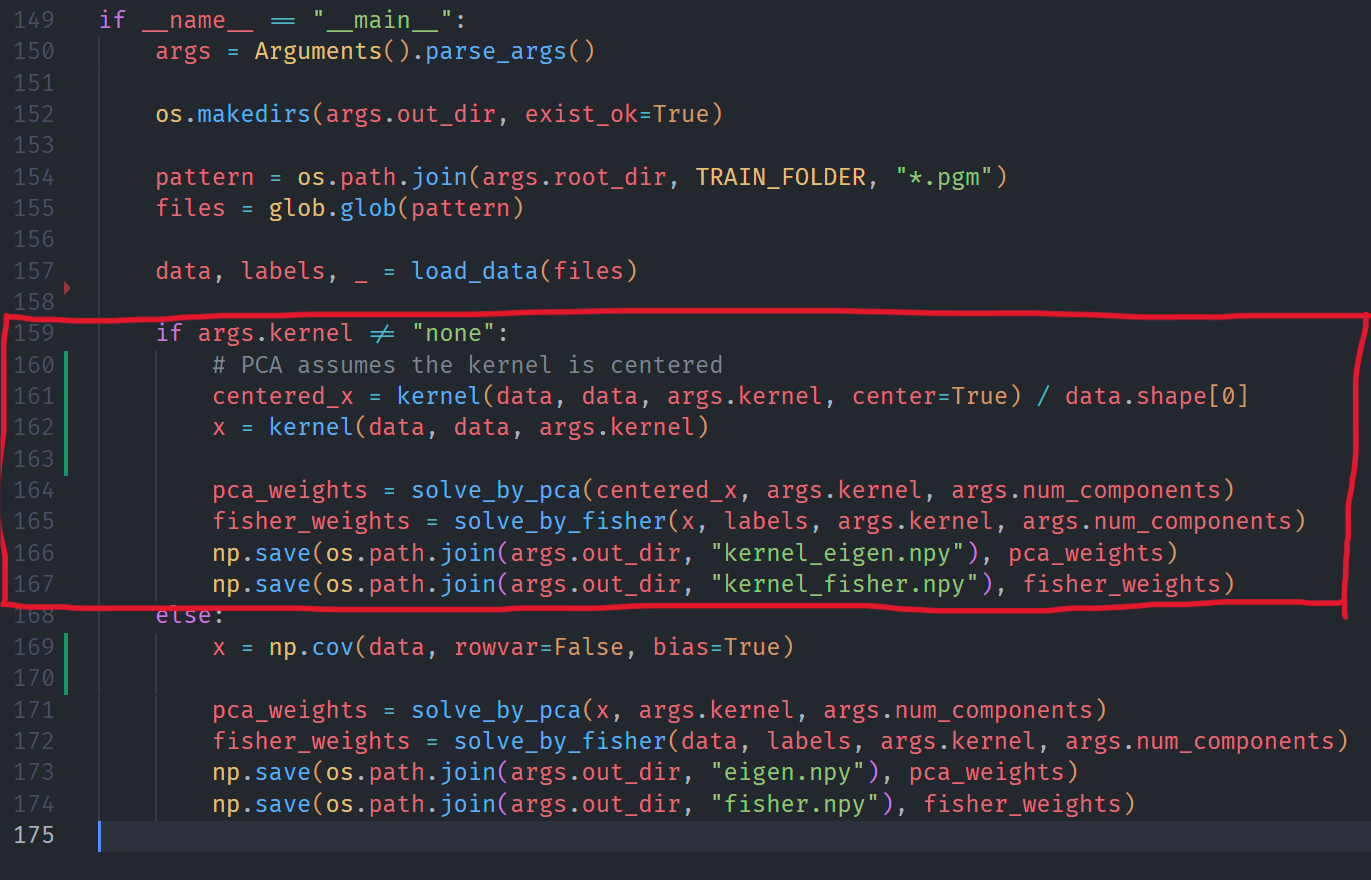 149 if __name__ == "__main__":
150     args = Arguments().parse_args()
151
152     os.makedirs(args.out_dir, exist_ok=True)
153
154     pattern = os.path.join(args.root_dir, TRAIN_FOLDER, "*.pgm")
155     files = glob.glob(pattern)
156
157     data, labels, _ = load_data(files)
158
159     if args.kernel != "none":
160         # PCA assumes the kernel is centered
161         centered_x = kernel(data, data, args.kernel, center=True) / data.shape[0]
162         x = kernel(data, data, args.kernel)
163
164         pca_weights = solve_by_pca(centered_x, args.kernel, args.num_components)
165         fisher_weights = solve_by_fisher(x, labels, args.kernel, args.num_components)
166         np.save(os.path.join(args.out_dir, "kernel_eigen.npy"), pca_weights)
167         np.save(os.path.join(args.out_dir, "kernel_fisher.npy"), fisher_weights)
168     else:
169         x = np.cov(data, rowvar=False, bias=True)
170
171         pca_weights = solve_by_pca(x, args.kernel, args.num_components)
172         fisher_weights = solve_by_fisher(data, labels, args.kernel, args.num_components)
173         np.save(os.path.join(args.out_dir, "eigen.npy"), pca_weights)
174         np.save(os.path.join(args.out_dir, "fisher.npy"), fisher_weights)
175